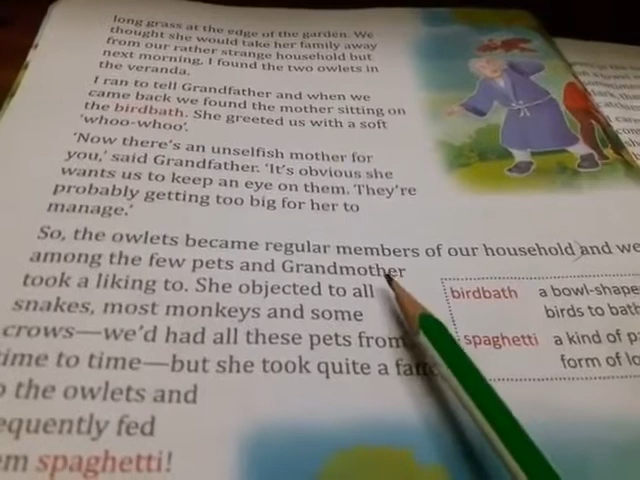 long grass at the edge of the garden. We
thought she would take her family away
from our rather strange household but
next morning. I found the two owlets in
the veranda.
I ran to tell Grandfather and when we
came back we found the mother sitting on
the birdbath. She greeted us with a soft
'whoo-whoo'.
'Now there's an unselfish mother for
you,' said Grandfather. 'It's obvious she
wants us to keep an eye on them. They're
probably getting too big for her to
manage.'
So, the owlets became regular members of our household and we
among the few pets and Grandmother
took a liking to. She objected to all
snakes, most monkeys and some
crows—we'd had all these pets from
time to time—but she took quite a
the owlets and
fed
spaghetti!
birdbath a
birds to
spaghetti a kind of
form of